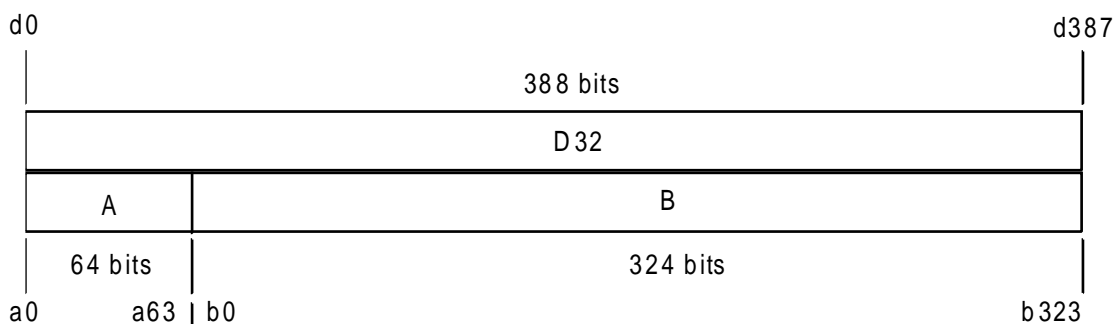 d0 d387
388 bits
D32
A B
64 bits 324 bits
a0 a63 b0 b323